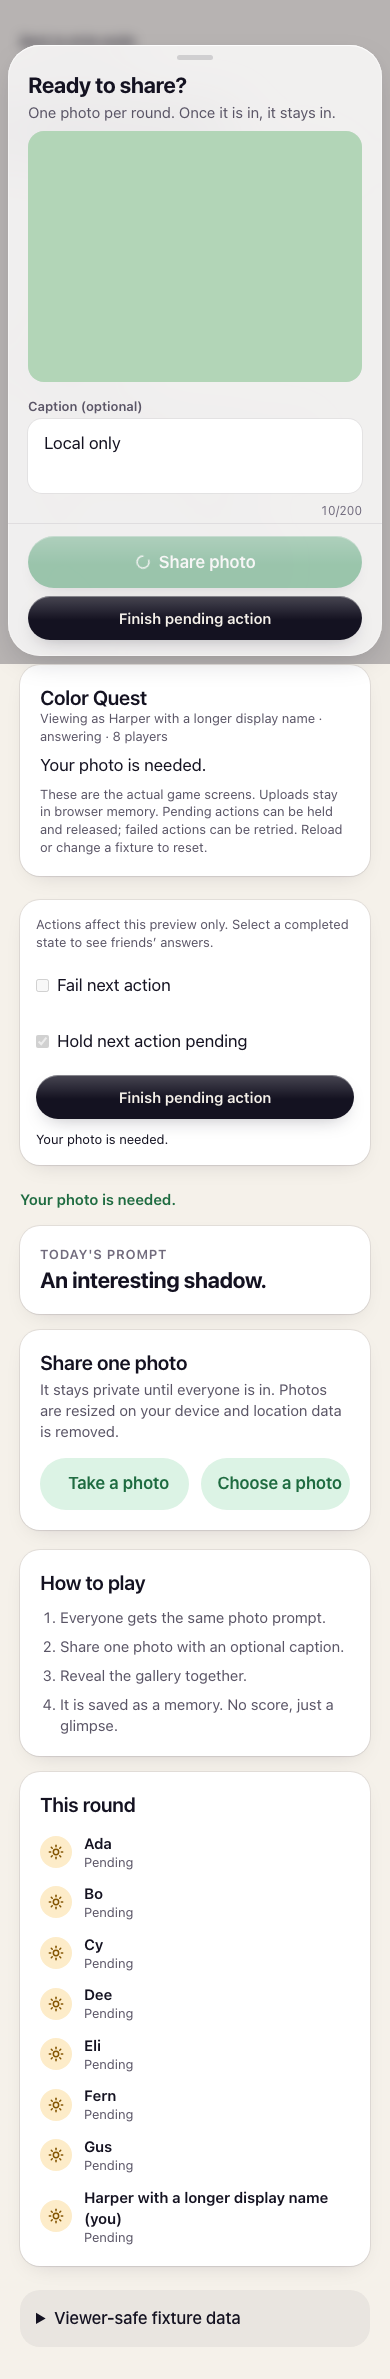 Ready to share?
One photo per round. Once it is in, it stays in.
Caption (optional)
Local only
10/200
Share photo
Finish pending action
Color Quest
Viewing as Harper with a longer display name ·
answering · 8 players
Your photo is needed.
These are the actual game screens. Uploads stay
in browser memory. Pending actions can be held
and released; failed actions can be retried. Reload
or change a fixture to reset.
Actions affect this preview only. Select a completed
state to see friends’ answers.
Fail next action
Hold next action pending
Finish pending action
Your photo is needed.
Your photo is needed.
TODAY'S PROMPT
An interesting shadow.
Share one photo
It stays private until everyone is in. Photos
are resized on your device and location data
is removed.
Take a photo
Choose a photo
How to play
1. Everyone gets the same photo prompt.
2. Share one photo with an optional caption.
3. Reveal the gallery together.
4. It is saved as a memory. No score, just a
glimpse.
This round
Ada
Pending
Bo
Pending
Cy
Pending
Dee
Pending
Eli
Pending
Fern
Pending
Gus
Pending
Harper with a longer display name
(you)
Pending
Viewer-safe fixture data